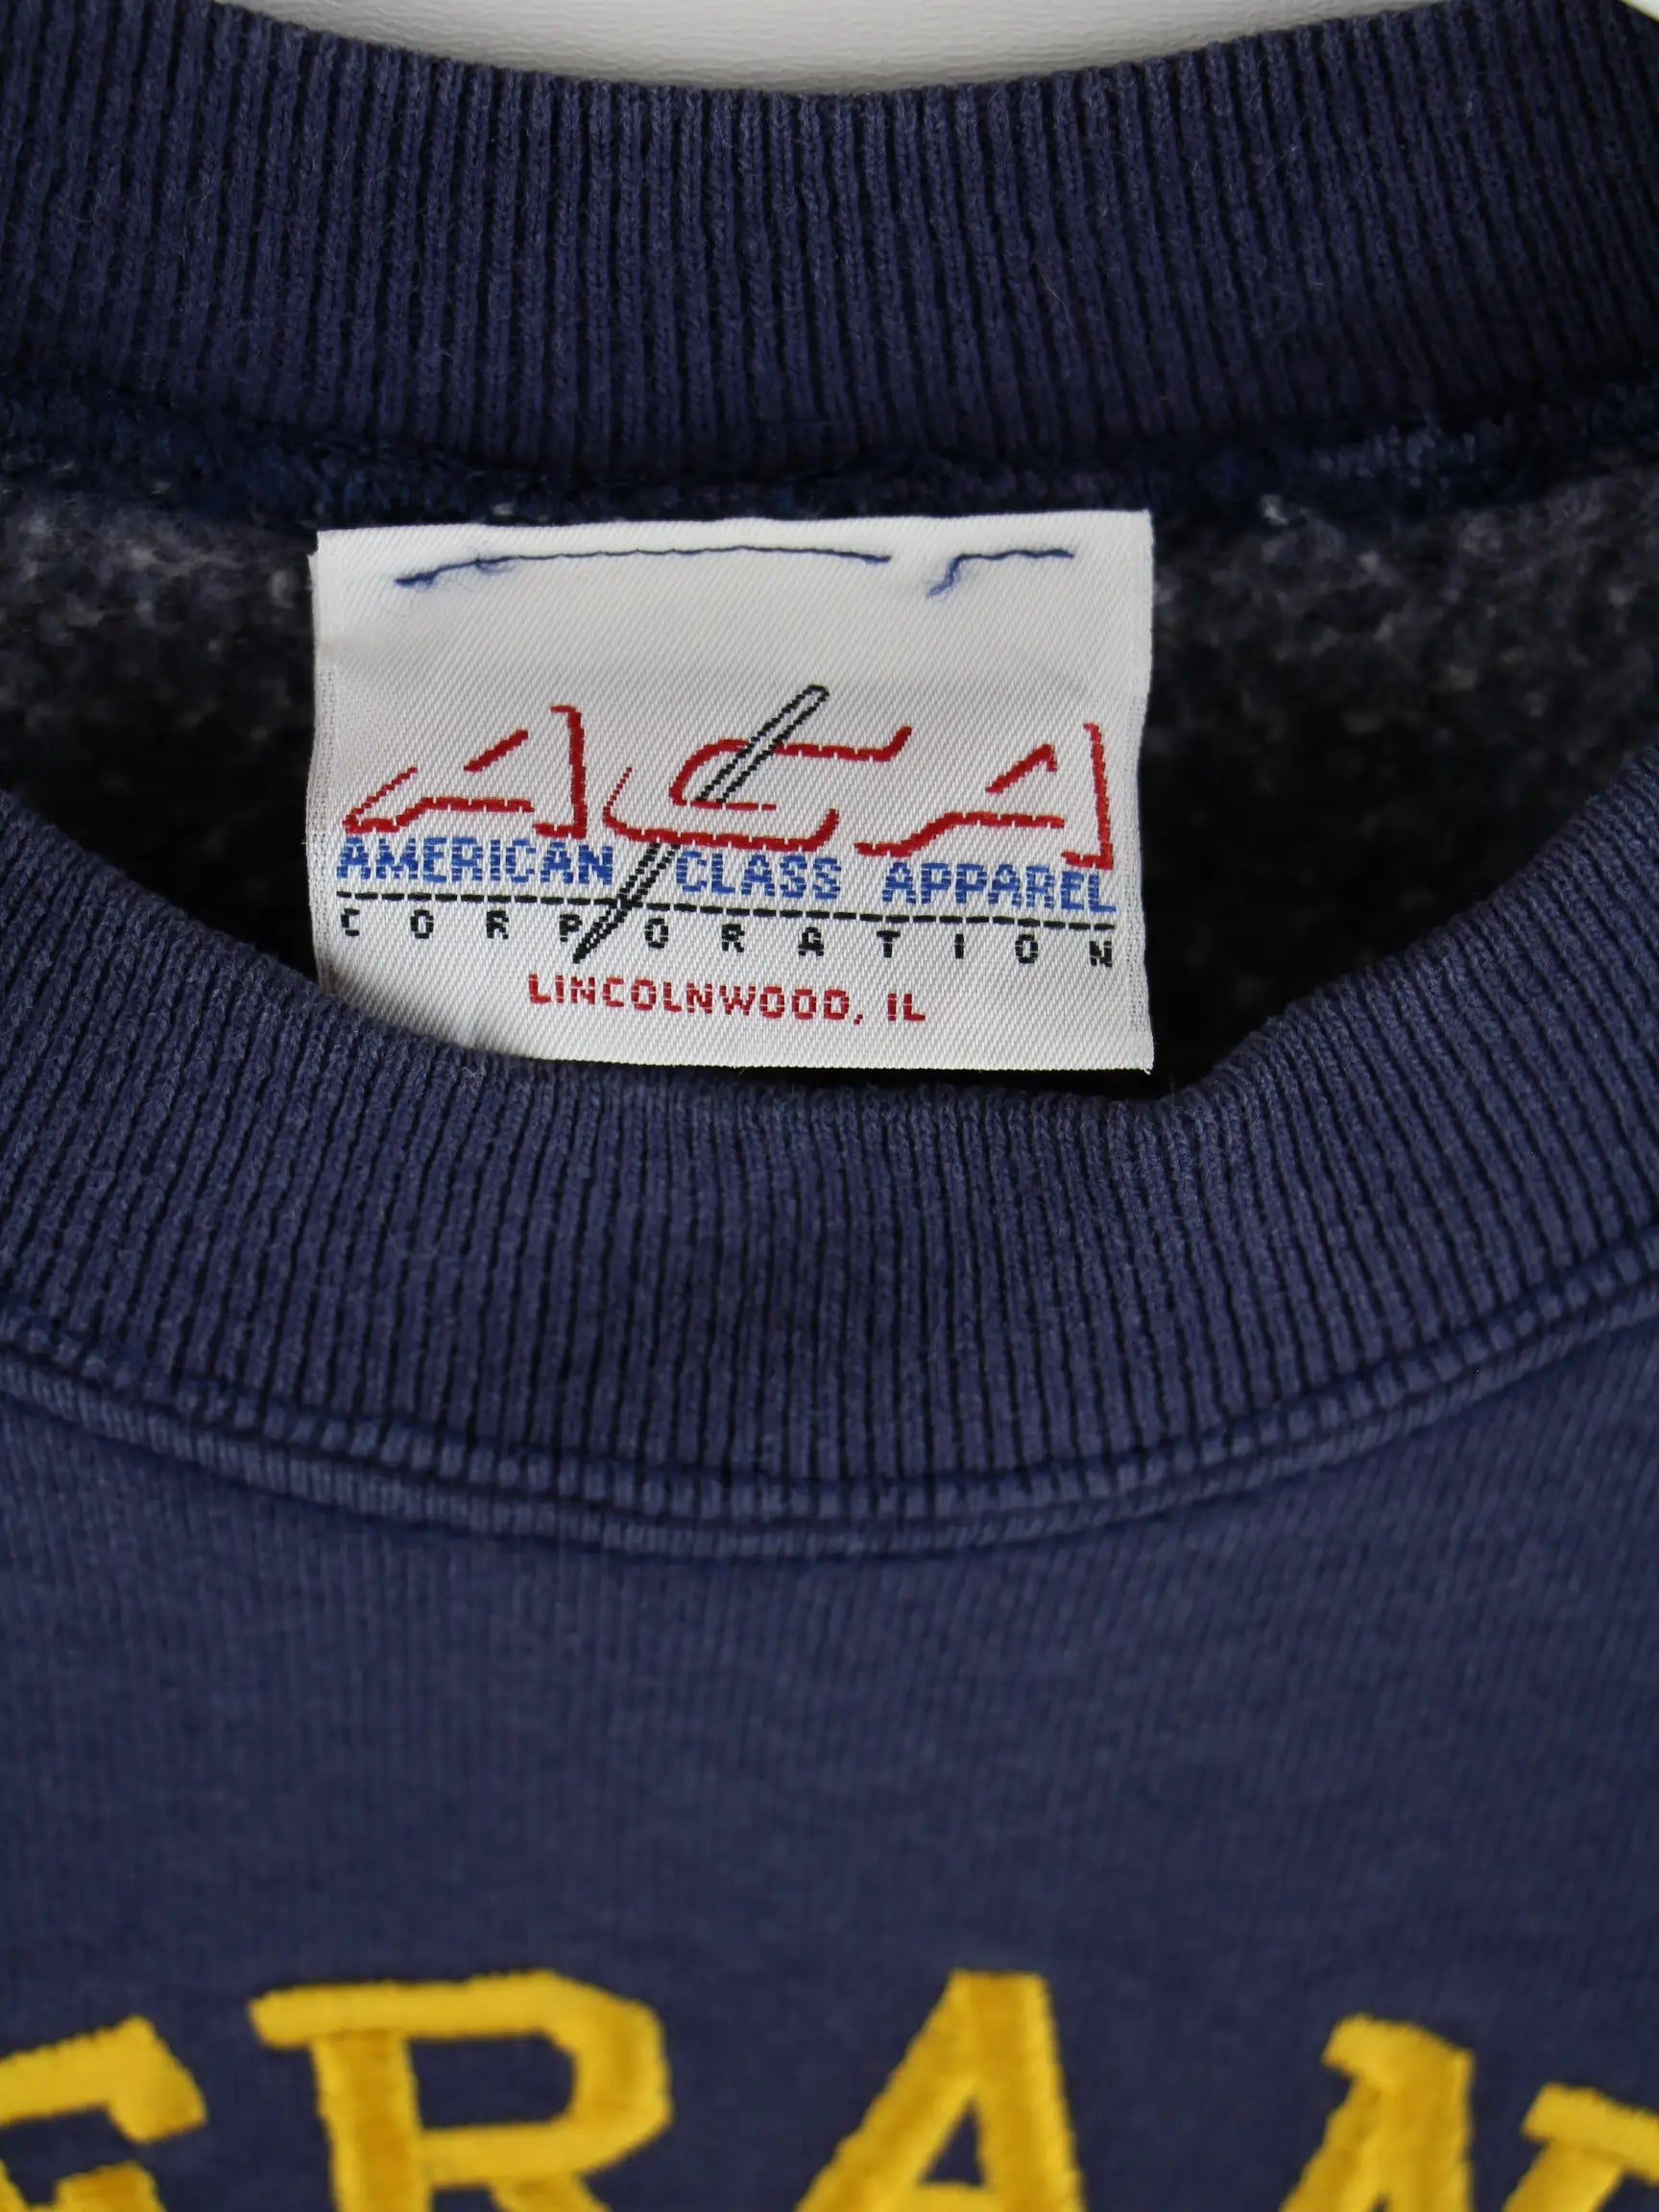 ACA
AMERICAN CLASS APPAREL
CORPORATION
LINCOLNWOOD, IL